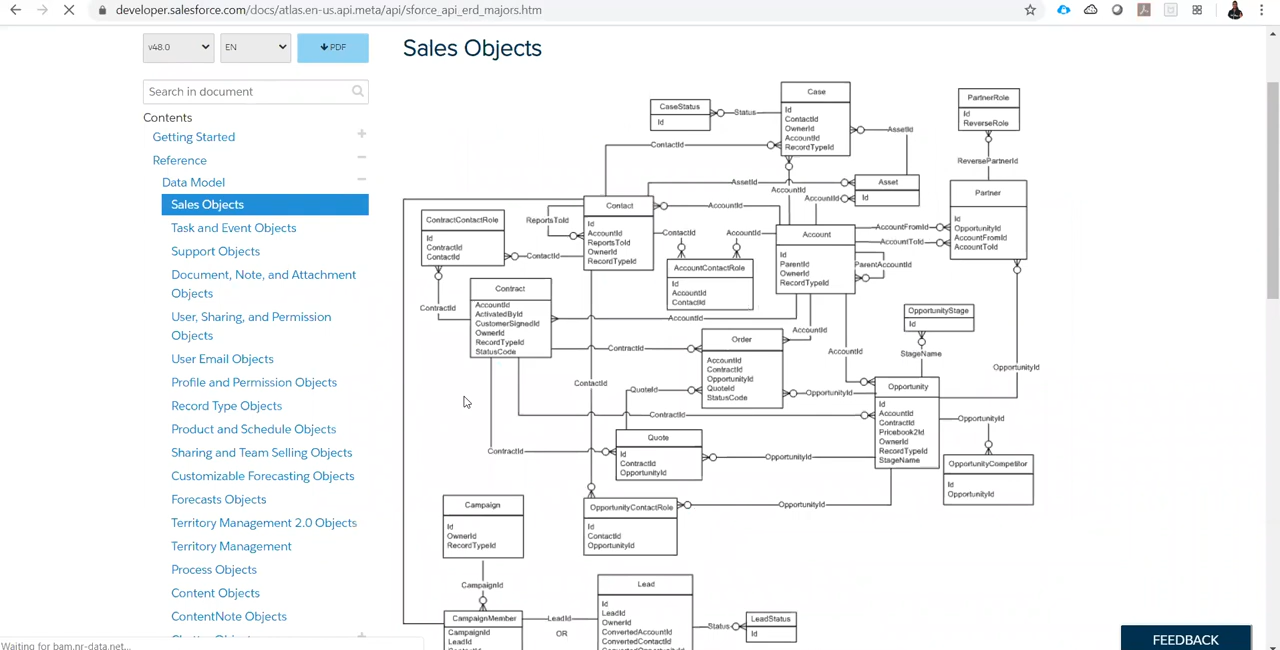 developer.salesforce.com/docs/atlas.en-us.api.meta/api/sforce_api_erd_majors.htm
v48.0
EN
PDF
Search in document
Contents
Getting Started
Reference
Data Model
Sales Objects
Task and Event Objects
Support Objects
Document, Note, and Attachment
Objects
User, Sharing, and Permission
Objects
User Email Objects
Profile and Permission Objects
Record Type Objects
Product and Schedule Objects
Sharing and Team Selling Objects
Customizable Forecasting Objects
Forecasts Objects
Territory Management 2.0 Objects
Territory Management
Process Objects
Content Objects
ContentNote Objects
Waiting for bam.nr-data.net...
Sales Objects
CaseStatus
Id
Status
Case
Id
ContactId
OwnerId
AccountId
RecordTypeId
ContactId
AssetId
PartnerRole
Id
ReverseRole
ReversePartnerId
AssetId
Asset
Id
AccountId
AccountId
Partner
Id
OpportunityId
AccountFromId
AccountToId
AccountFromId
AccountToId
Contact
Id
AccountId
ReportsToId
OwnerId
RecordTypeId
ReportsToId
AccountId
ContractContactRole
Id
ContractId
ContactId
ContactId
ContactId
AccountId
AccountContactRole
Id
AccountId
ContactId
Account
Id
ParentId
OwnerId
RecordTypeId
ParentAccountId
Contract
AccountId
ActivatedById
CustomerSignedId
OwnerId
RecordTypeId
StatusCode
ContractId
AccountId
AccountId
AccountId
OpportunityStage
Id
StageName
Order
AccountId
ContractId
OpportunityId
QuoteId
StatusCode
ContractId
ContactId
QuoteId
OpportunityId
OpportunityId
Opportunity
Id
AccountId
ContractId
Pricebook2Id
OwnerId
RecordTypeId
StageName
ContractId
OpportunityId
Quote
Id
ContractId
OpportunityId
ContractId
OpportunityId
OpportunityCompetitor
Id
OpportunityId
OpportunityContactRole
Id
ContactId
OpportunityId
OpportunityId
Campaign
Id
OwnerId
RecordTypeId
CampaignId
CampaignMember
CampaignId
LeadId
LeadId
OR
Lead
Id
LeadId
OwnerId
ConvertedAccountId
ConvertedContactId
Status
LeadStatus
Id
FEEDBACK